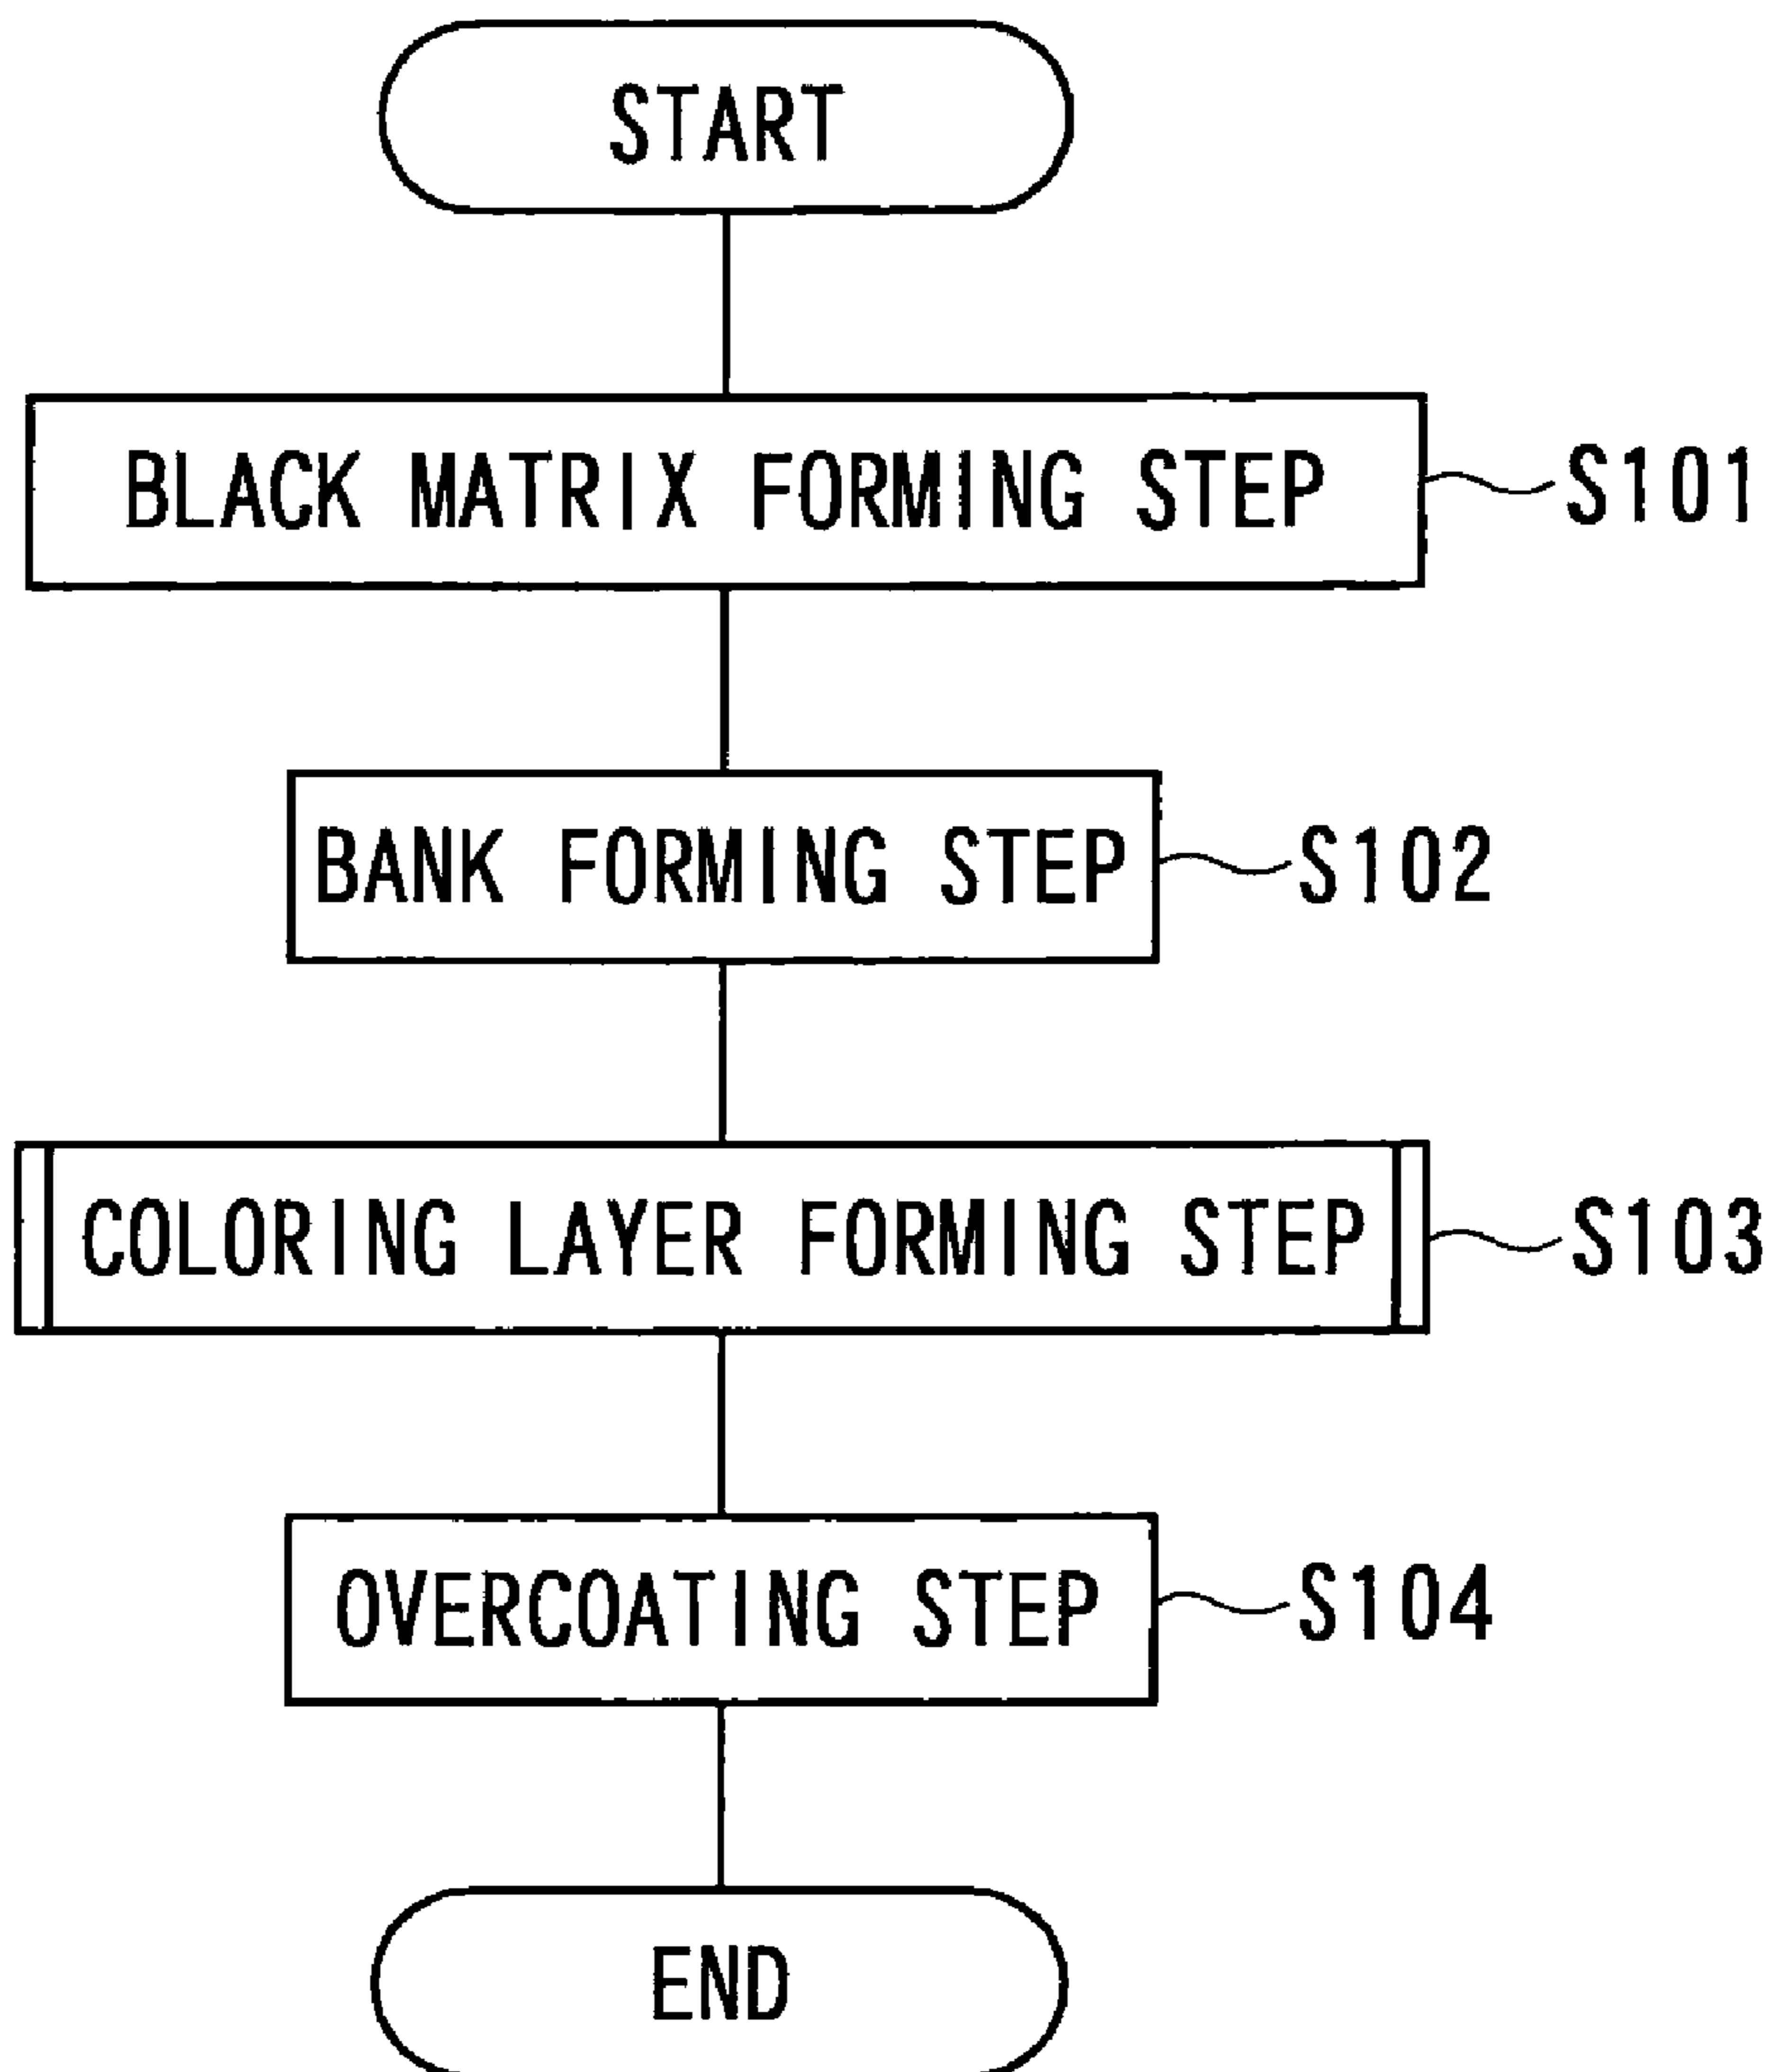 START
BLACK MATRIX FORMING STEP S101
BANK FORMING STEP S102
COLORING LAYER FORMING STEP S103
OVERCOATING STEP S104
END